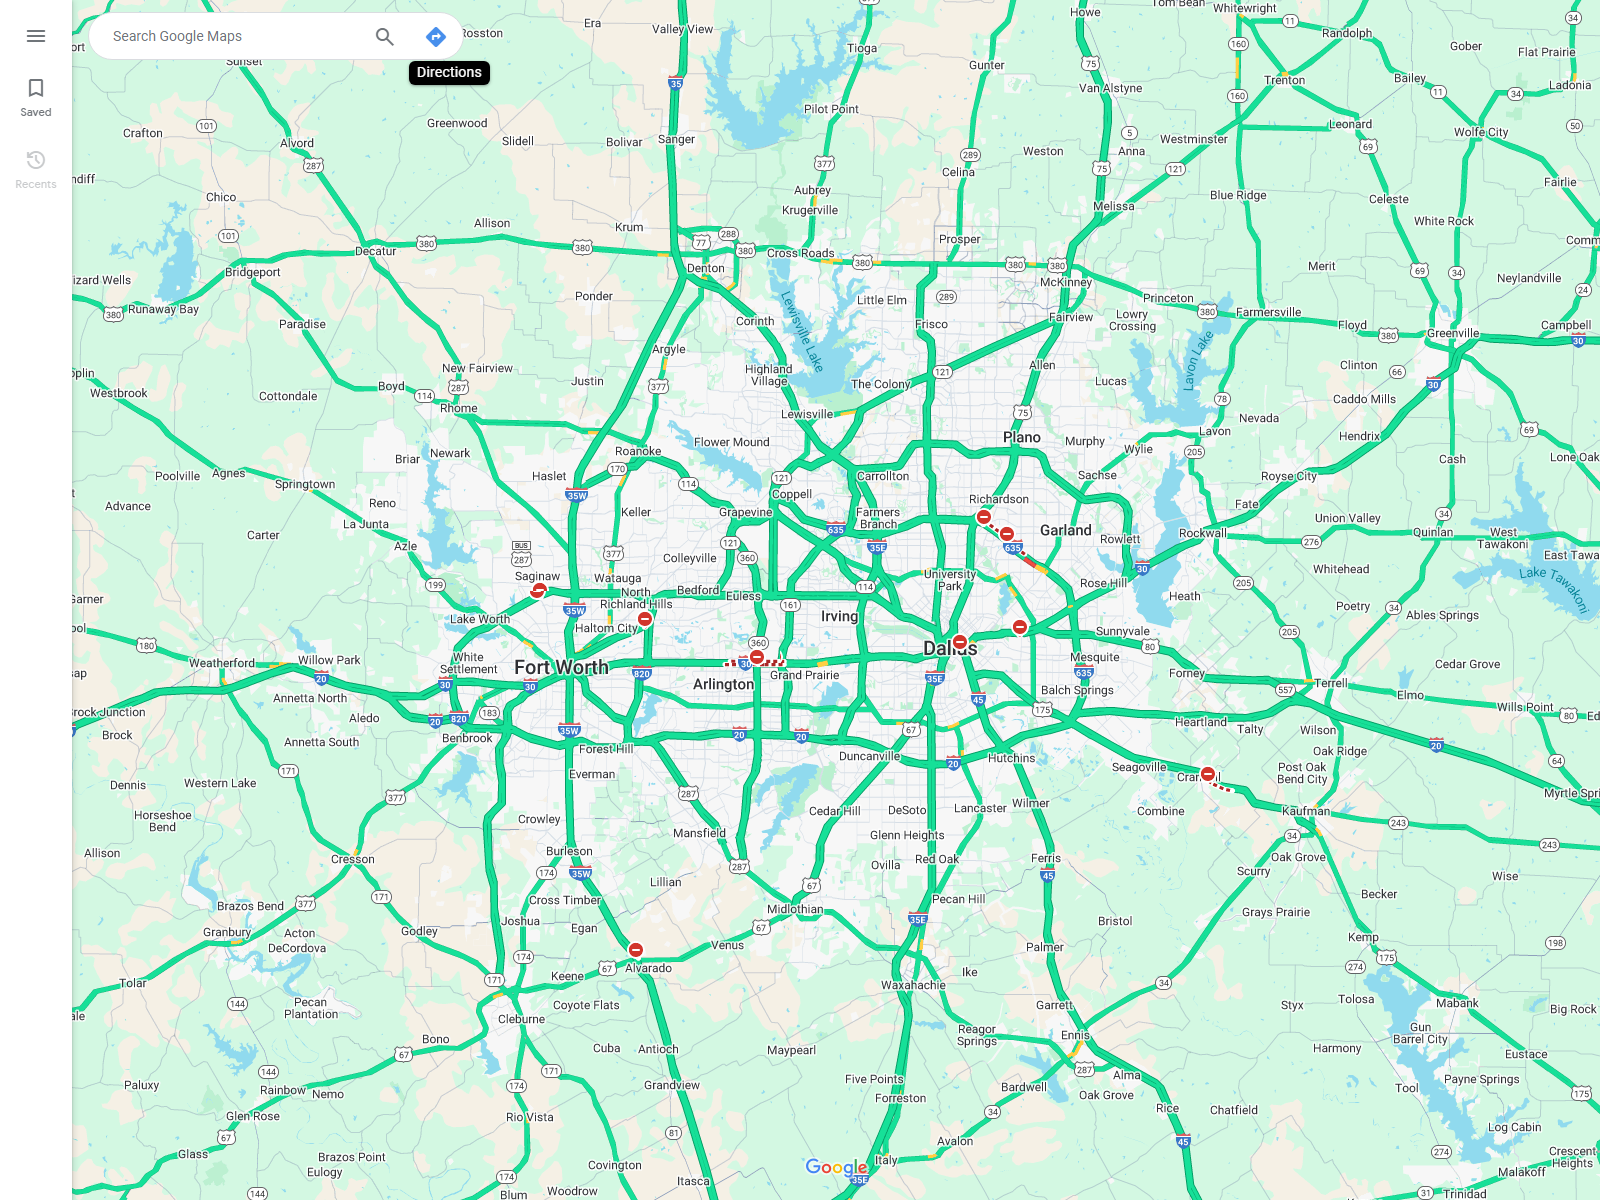 Search Google Maps
Directions
Saved
Recents
Era
Rosston
Valley View
Tioga
Howe
Tom Bean
Whitewright
Randolph
Gober
Flat Prairie
Ladonia
Sunset
Gunter
Van Alstyne
Trenton
Bailey
Wolfe City
Pilot Point
Crafton
Alvord
Greenwood
Slidell
Bolivar
Sanger
Weston
Anna
Westminster
Leonard
Celina
Aubrey
Krugerville
Melissa
Blue Ridge
Celeste
Fairlie
White Rock
Chico
Allison
Krum
Decatur
Bridgeport
Prosper
Cross Roads
Denton
McKinney
Merit
Neylandville
Runaway Bay
Ponder
Little Elm
Lewisville Lake
Princeton
Paradise
Corinth
Frisco
Fairview
Lowry
Crossing
Farmersville
Floyd
Greenville
Campbell
Argyle
Lavon Lake
New Fairview
Justin
Highland
Village
The Colony
Allen
Lucas
Clinton
Westbrook
Cottondale
Boyd
Rhome
Lewisville
Caddo Mills
Nevada
Lavon
Hendrix
Flower Mound
Plano
Murphy
Wylie
Briar
Newark
Roanoke
Cash
Lone Oak
Poolville
Agnes
Springtown
Haslet
Carrollton
Sachse
Royse City
Coppell
Richardson
Fate
Advance
Reno
La Junta
Keller
Grapevine
Farmers
Branch
Garland
Rowlett
Rockwall
Union Valley
Quinlan
West
Tawakoni
Carter
Azle
Colleyville
East Tawa
Lake Tawakoni
Saginaw
Watauga
University
Park
Rose Hill
Whitehead
North
Richland Hills
Bedford
Euless
Heath
Poetry
Ables Springs
Lake Worth
Haltom City
Irving
Dallas
Sunnyvale
Weatherford
Willow Park
White
Settlement
Fort Worth
Mesquite
Cedar Grove
Annetta North
Arlington
Grand Prairie
Balch Springs
Forney
Terrell
Elmo
Brock Junction
Aledo
Wills Point
Brock
Annetta South
Benbrook
Forest Hill
Duncanville
Hutchins
Heartland
Talty
Wilson
Oak Ridge
Everman
Seagoville
Post Oak
Bend City
Dennis
Western Lake
Cedar Hill
DeSoto
Lancaster
Wilmer
Combine
Kaufman
Horseshoe
Bend
Crowley
Mansfield
Glenn Heights
Allison
Cresson
Burleson
Ovilla
Red Oak
Ferris
Oak Grove
Scurry
Wise
Lillian
Cross Timber
Pecan Hill
Becker
Brazos Bend
Midlothian
Grays Prairie
Granbury
Acton
DeCordova
Godley
Joshua
Egan
Bristol
Venus
Palmer
Kemp
Tolar
Keene
Alvarado
Ike
Waxahachie
Pecan
Plantation
Coyote Flats
Garrett
Styx
Tolosa
Mabank
Big Rock
Cleburne
Bono
Reagor
Springs
Ennis
Gun
Barrel City
Cuba
Antioch
Maypearl
Harmony
Eustace
Paluxy
Rainbow
Nemo
Grandview
Five Points
Bardwell
Alma
Oak Grove
Tool
Payne Springs
Forreston
Glen Rose
Rio Vista
Rice
Chatfield
Log Cabin
Glass
Brazos Point
Eulogy
Covington
Avalon
Italy
Crescent
Heights
Malakoff
Blum
Woodrow
Itasca
Trinidad
Google